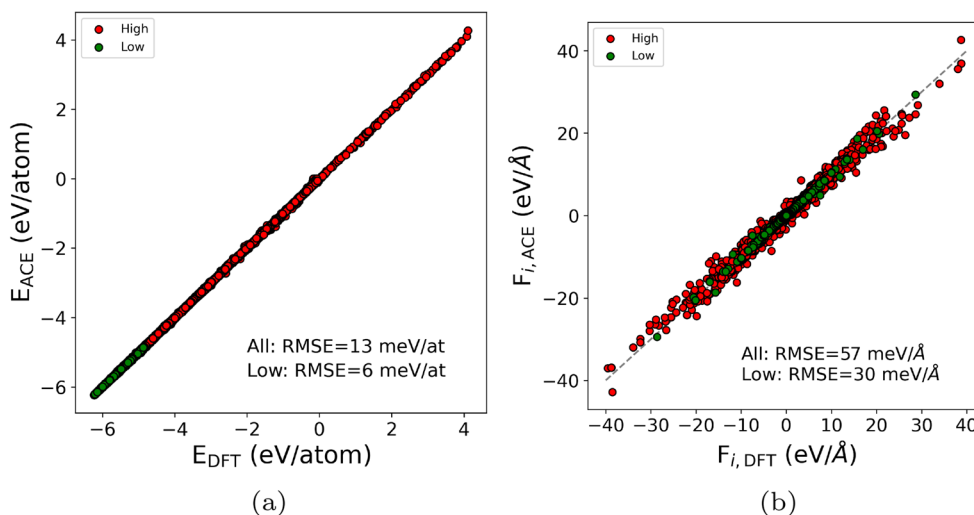 High
Low
4
2
0
−2
−4
−6
E_ACE (eV/atom)
All: RMSE=13 meV/at
Low: RMSE=6 meV/at
−6 −4 −2 0 2 4
E_DFT (eV/atom)
(a)
High
Low
40
20
0
−20
−40
F_i,ACE (eV/Å)
All: RMSE=57 meV/Å
Low: RMSE=30 meV/Å
−40 −30 −20 −10 0 10 20 30 40
F_i,DFT (eV/Å)
(b)